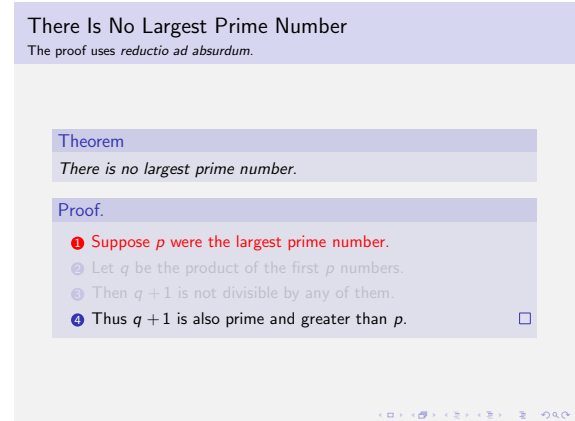 There Is No Largest Prime Number
The proof uses reductio ad absurdum.
Theorem
There is no largest prime number.
Proof.
1 Suppose p were the largest prime number.
2 Let q be the product of the first p numbers.
3 Then q + 1 is not divisible by any of them.
4 Thus q + 1 is also prime and greater than p. □